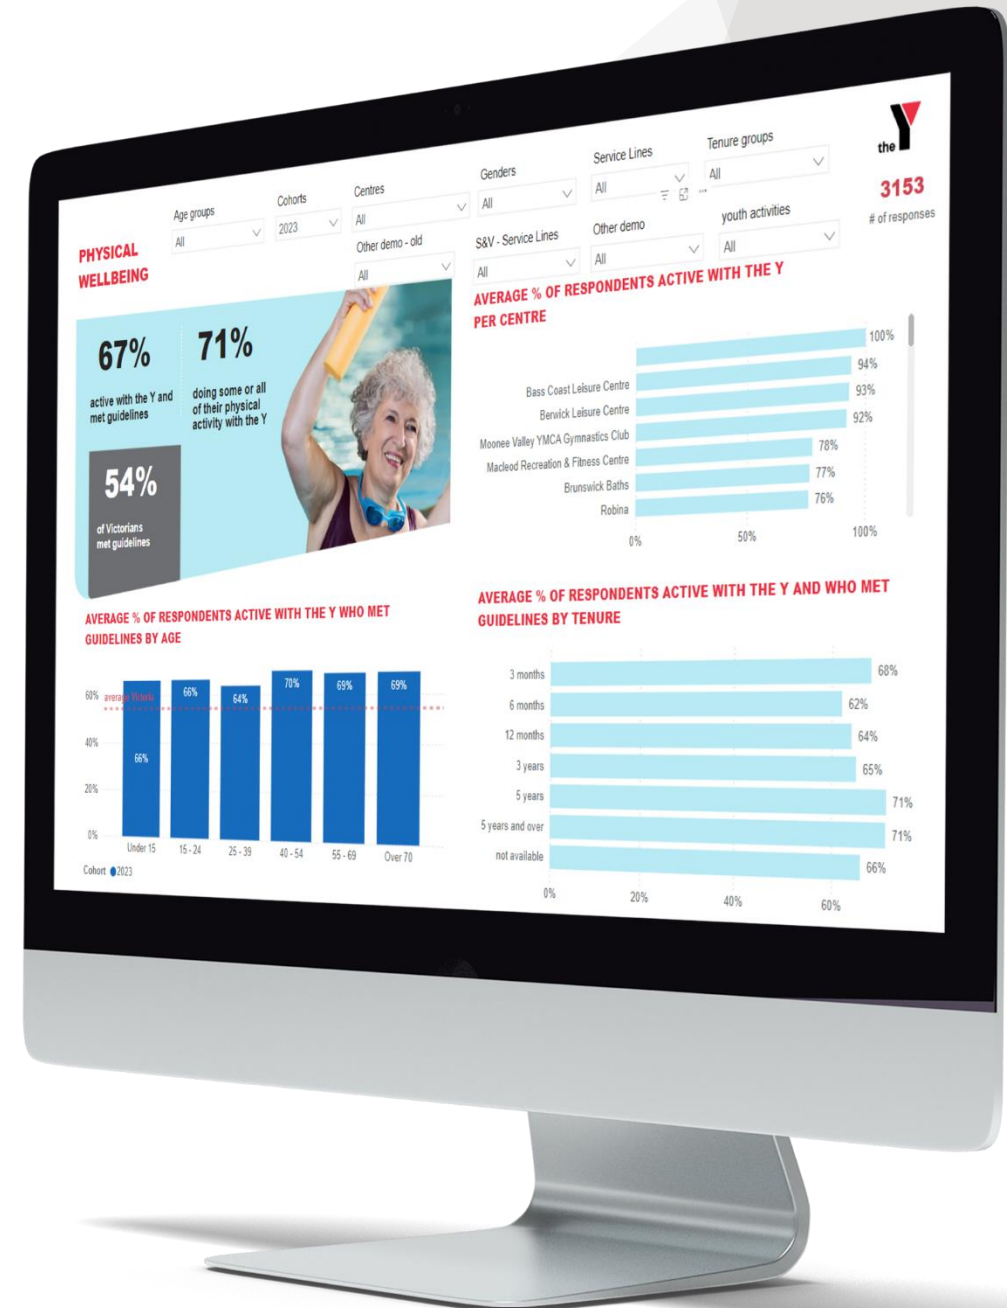 the Y
3153
# of responses
PHYSICAL
WELLBEING
Age groups
All
Cohorts
2023
Centres
All
Genders
All
Service Lines
All
Tenure groups
All
Other demo - old
All
S&V - Service Lines
All
Other demo
All
youth activities
All
67%
active with the Y and
met guidelines
71%
doing some or all
of their physical
activity with the Y
54%
of Victorians
met guidelines
AVERAGE % OF RESPONDENTS ACTIVE WITH THE Y
PER CENTRE
100%
Bass Coast Leisure Centre 94%
Berwick Leisure Centre 93%
Moonee Valley YMCA Gymnastics Club 92%
Macleod Recreation & Fitness Centre 78%
Brunswick Baths 77%
Robina 76%
0% 50% 100%
AVERAGE % OF RESPONDENTS ACTIVE WITH THE Y WHO MET
GUIDELINES BY AGE
60% average Victoria
40%
20%
0%
66% 66% 64% 70% 69% 69%
Under 15 15 - 24 25 - 39 40 - 54 55 - 69 Over 70
Cohort 2023
AVERAGE % OF RESPONDENTS ACTIVE WITH THE Y AND WHO MET
GUIDELINES BY TENURE
3 months 68%
6 months 62%
12 months 64%
3 years 65%
5 years 71%
5 years and over 71%
not available 66%
0% 20% 40% 60%